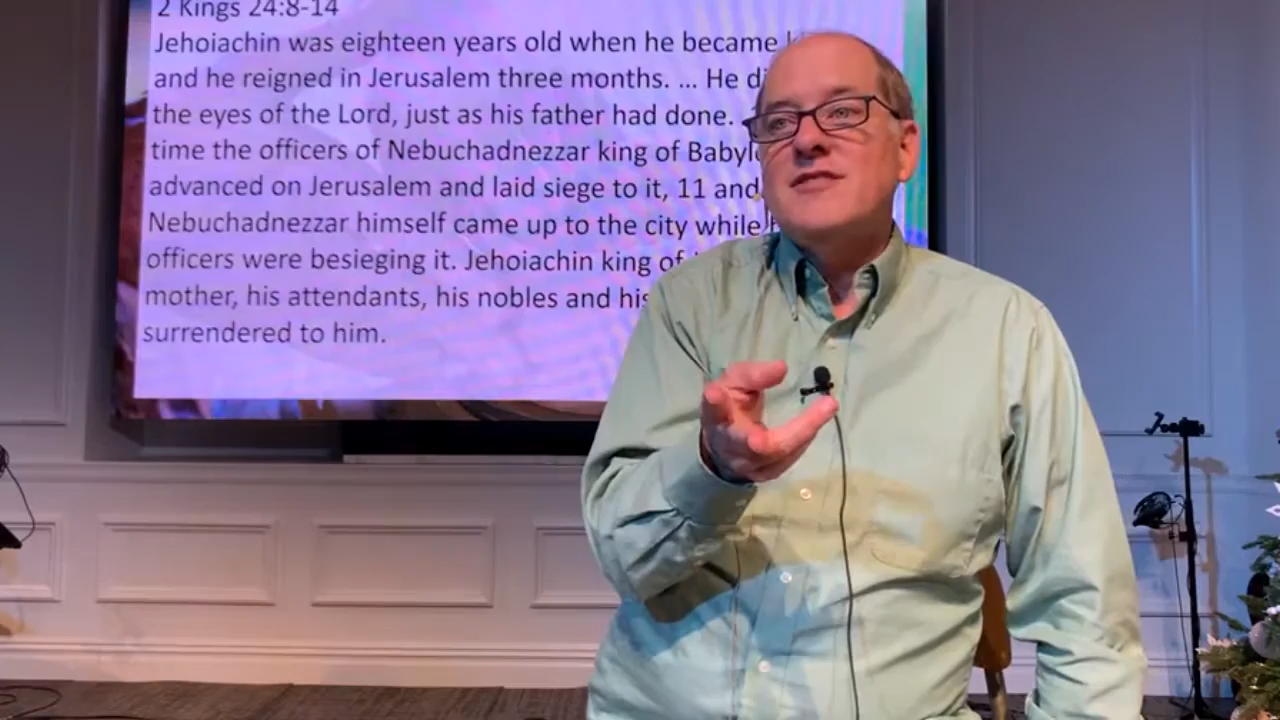 2 Kings 24:8-14
Jehoiachin was eighteen years old when he became
and he reigned in Jerusalem three months. ... He
the eyes of the Lord, just as his father had done.
time the officers of Nebuchadnezzar king of
advanced on Jerusalem and laid siege to it, 11 and
Nebuchadnezzar himself came up to the city while
officers were besieging it. Jehoiachin king of
mother, his attendants, his nobles and his
surrendered to him.